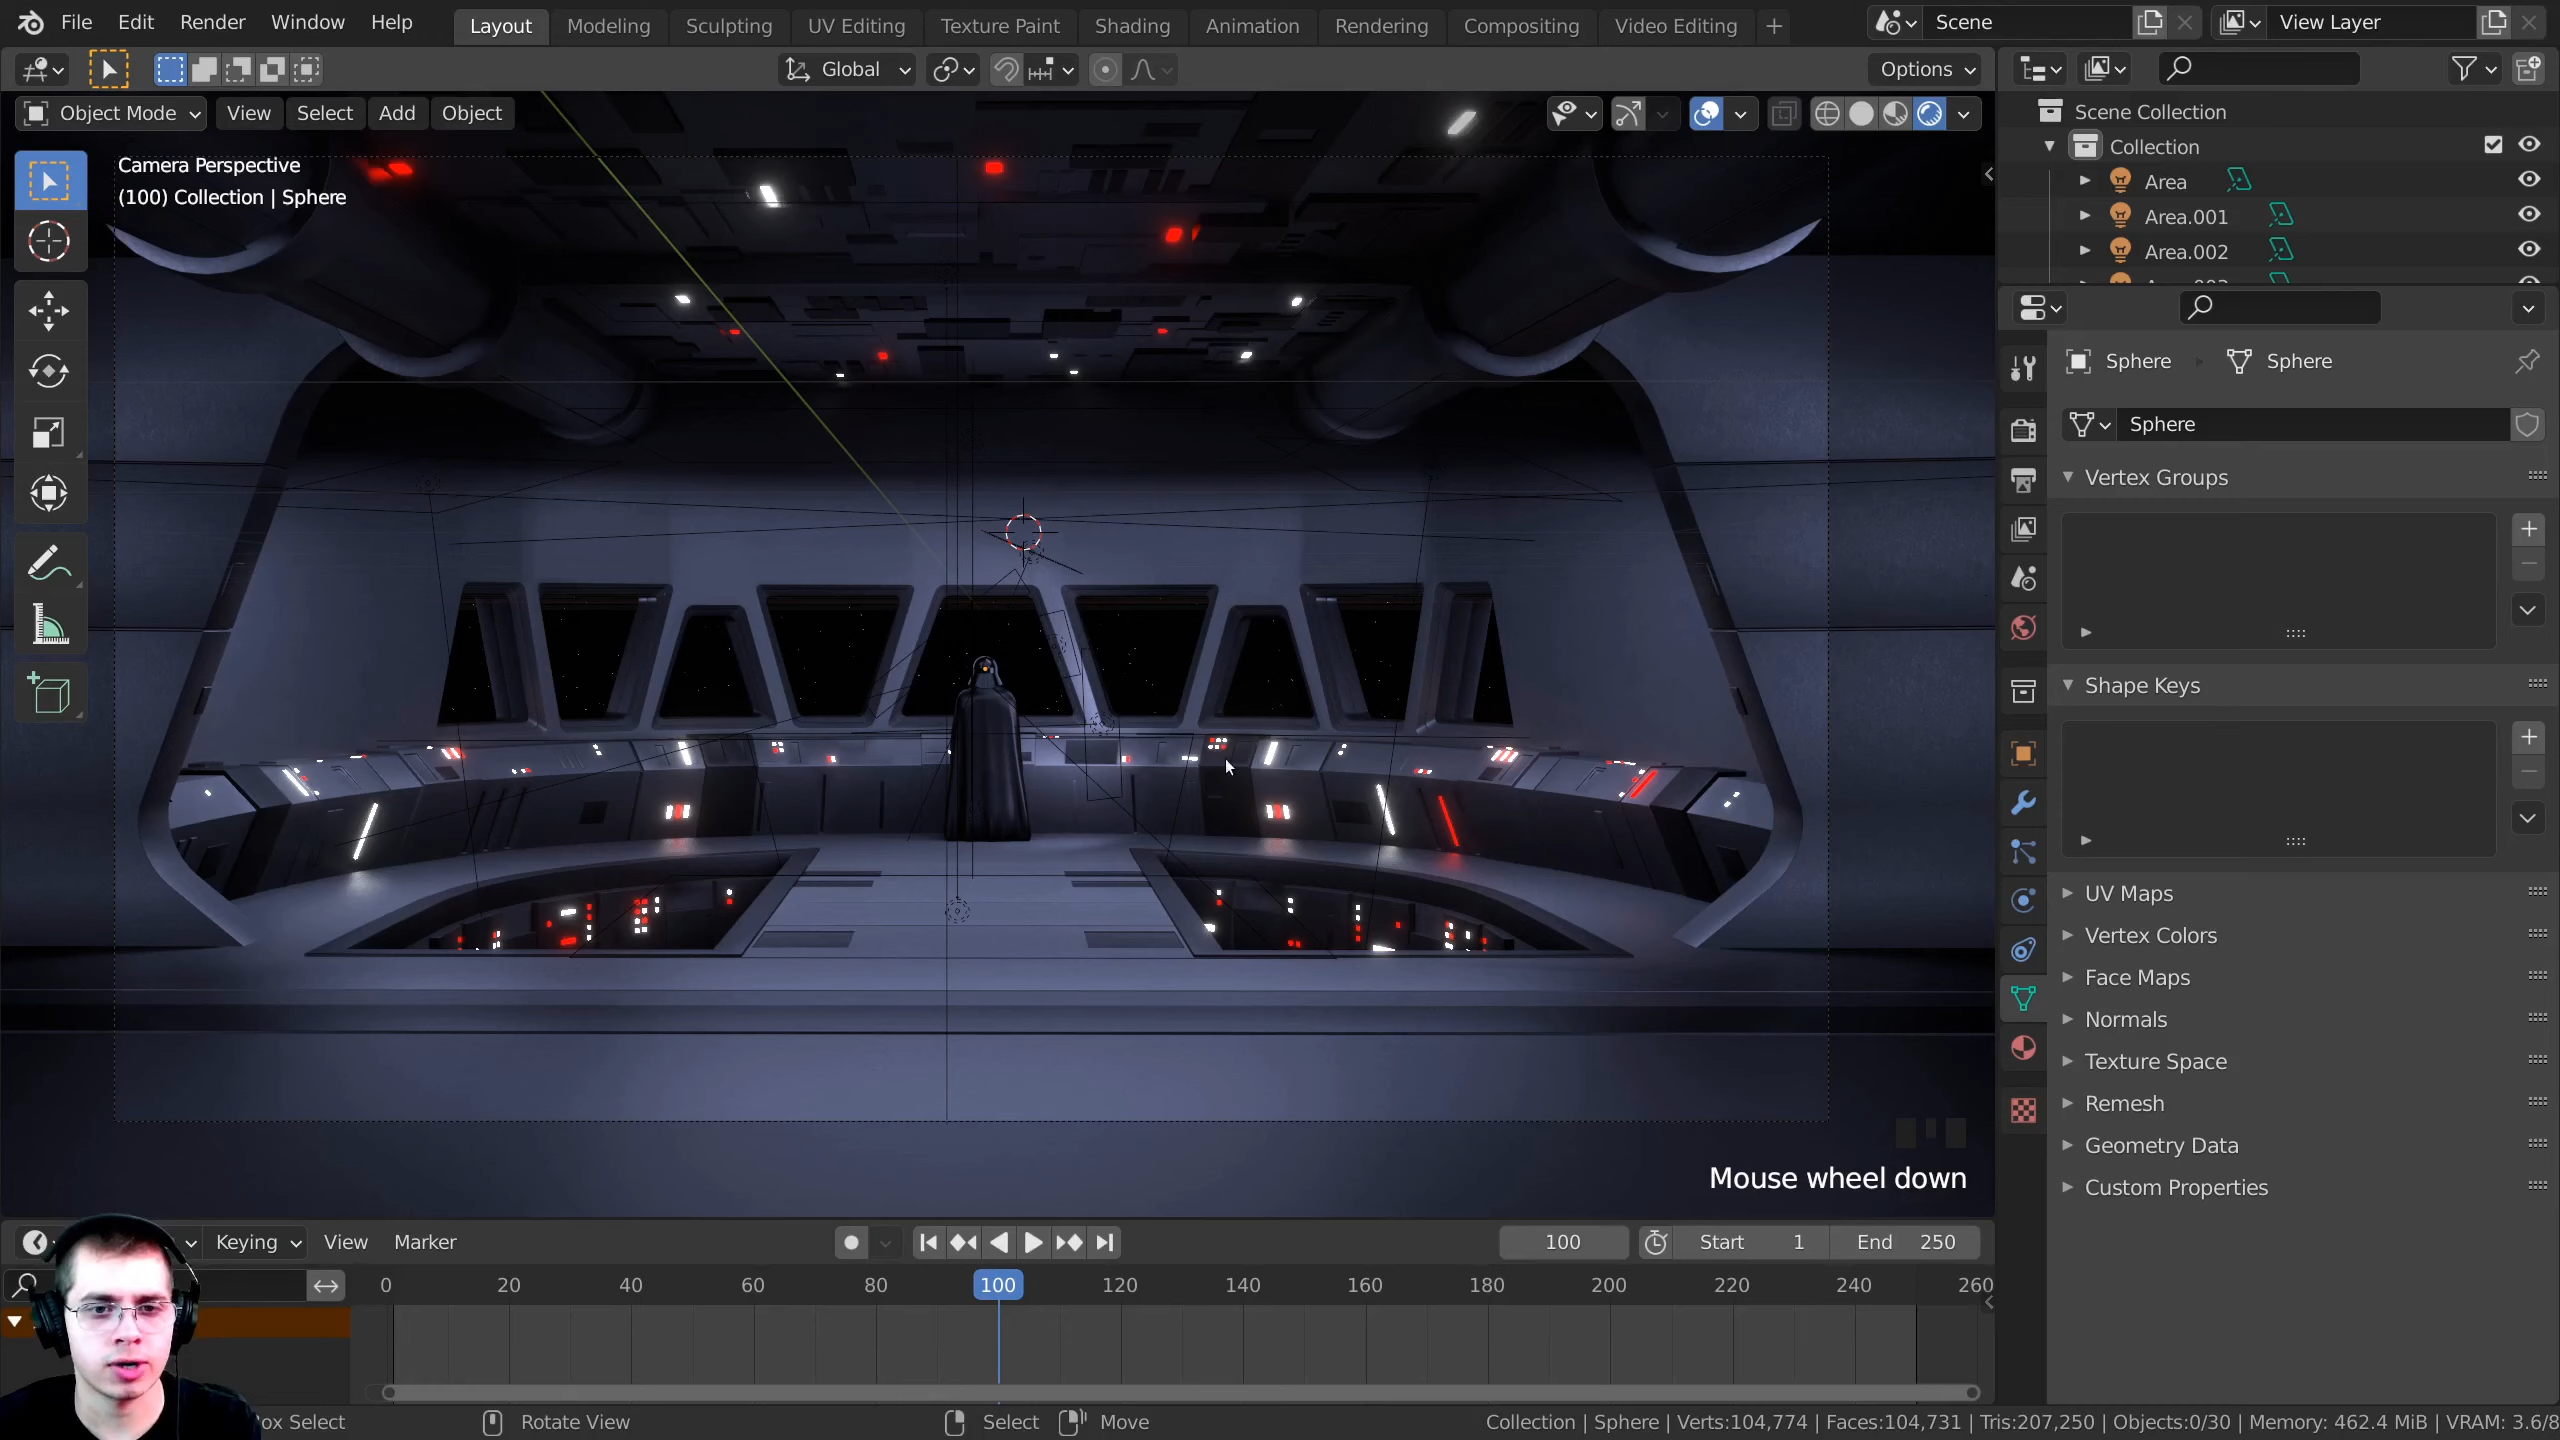 File Edit Render Window Help Layout Modeling Sculpting UV Editing Texture Paint Shading Animation Rendering Compositing Video Editing + Scene View Layer
Global Options
Object Mode View Select Add Object
Camera Perspective
(100) Collection | Sphere
Scene Collection
Collection
Area
Area.001
Area.002
Sphere Sphere
Sphere
Vertex Groups
Shape Keys
UV Maps
Vertex Colors
Face Maps
Normals
Texture Space
Remesh
Geometry Data
Custom Properties
Mouse wheel down
Keying View Marker 100 Start 1 End 250
0 20 40 60 80 100 120 140 160 180 200 220 240 260
ox Select Rotate View Select Move Collection | Sphere | Verts:104,774 | Faces:104,731 | Tris:207,250 | Objects:0/30 | Memory: 462.4 MiB | VRAM: 3.6/8